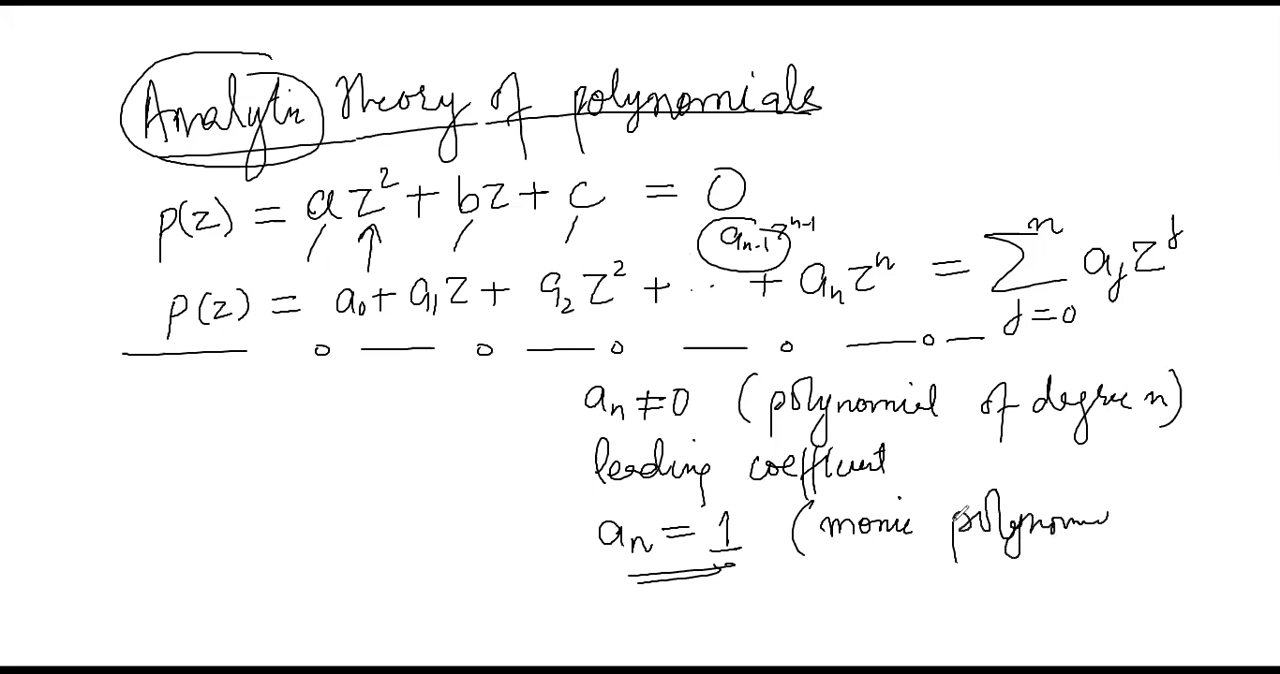 Analytic Theory of polynomials
p(z) = az² + bz + c = 0
aₙ₋₁zⁿ⁻¹
p(z) = a₀ + a₁z + a₂z² + ... + aₙzⁿ = ∑ⁿⱼ₌₀ aⱼzʲ
aₙ ≠ 0 (polynomial of degree n)
leading coefficient
aₙ = 1 (monic polynom